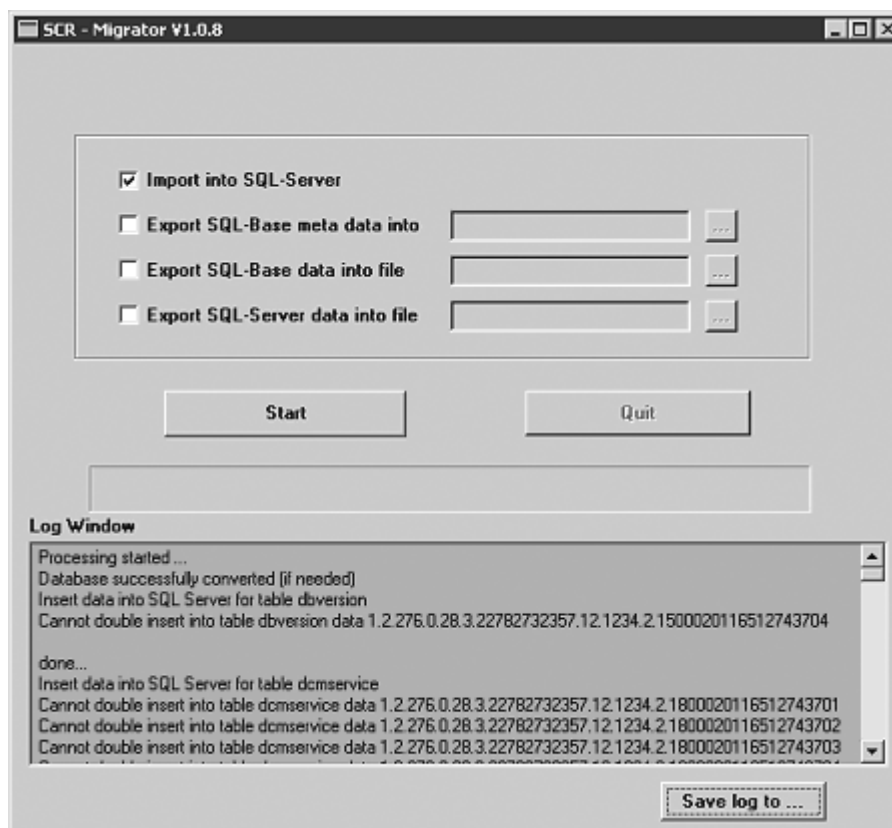 SCR - Migrator V1.0.8
Import into SQL-Server
Export SQL-Base meta data into
...
Export SQL-Base data into file
...
Export SQL-Server data into file
...
Start
Quit
Log Window
Processing started ...
Database successfully converted (if needed)
Insert data into SQL Server for table dbversion
Cannot double insert into table dbversion data 1.2.276.0.28.3.22782732357.12.1234.2.1500020116512743704
done...
Insert data into SQL Server for table dcmservice
Cannot double insert into table dcmservice data 1.2.276.0.28.3.22782732357.12.1234.2.1800020116512743701
Cannot double insert into table dcmservice data 1.2.276.0.28.3.22782732357.12.1234.2.1800020116512743702
Cannot double insert into table dcmservice data 1.2.276.0.28.3.22782732357.12.1234.2.1800020116512743703
Save log to ...